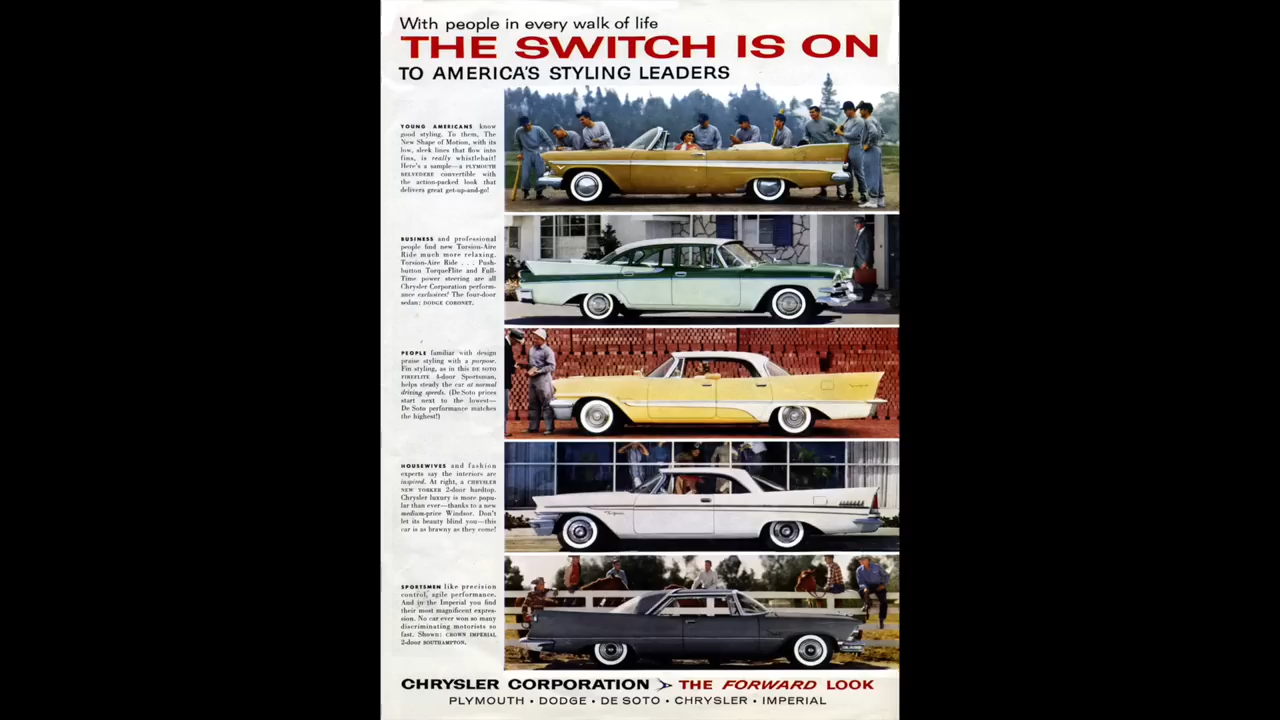 With people in every walk of life
THE SWITCH IS ON
TO AMERICA'S STYLING LEADERS
YOUNG AMERICANS know
good styling. To them, The
New Shape of Motion, with its
low, sleek lines that flow into
fins, is really whistlebait!
Here's a sample—a PLYMOUTH
BELVEDERE convertible with
the action-packed look that
delivers great get-up-and-go!
BUSINESS and professional
people find new Torsion-Aire
Ride much more relaxing.
Torsion-Aire Ride . . . Push-
button TorqueFlite and Full-
Time power steering are all
Chrysler Corporation perform-
ance exclusives! The four-door
sedan: DODGE CORONET.
PEOPLE familiar with design
praise styling with a purpose.
Fin styling, as in this DE SOTO
FIREFLITE 4-door Sportsman,
helps steady the car at normal
driving speeds. (De Soto prices
start next to the lowest—
De Soto performance matches
the highest!)
HOUSEWIVES and fashion
experts say the interiors are
inspired. At right, a CHRYSLER
NEW YORKER 2-door hardtop.
Chrysler luxury is more popu-
lar than ever—thanks to a new
medium-price Windsor. Don't
let its beauty blind you—this
car is as brawny as they come!
SPORTSMEN like precision
control, agile performance.
And in the Imperial you find
their most magnificent expres-
sion. No car ever won so many
discriminating motorists so
fast. Shown: CROWN IMPERIAL
2-door SOUTHAMPTON.
CHRYSLER CORPORATION THE FORWARD LOOK
PLYMOUTH • DODGE • DE SOTO • CHRYSLER • IMPERIAL